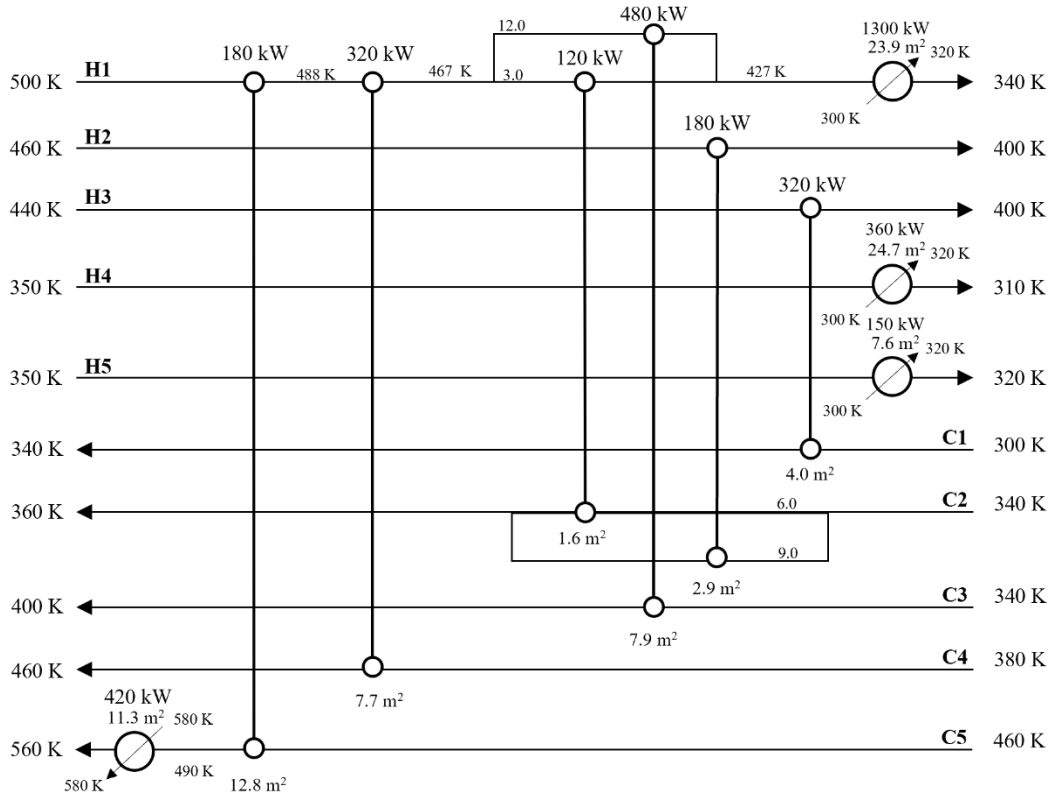 480 kW
1300 kW
12.0
23.9 m²
320 K
180 kW
320 kW
120 kW
500 K
H1
488 K
467 K
3.0
427 K
340 K
300 K
180 kW
460 K
H2
400 K
320 kW
440 K
H3
400 K
360 kW
24.7 m²
320 K
350 K
H4
310 K
300 K
150 kW
7.6 m²
320 K
350 K
H5
320 K
300 K
340 K
C1
300 K
4.0 m²
360 K
6.0
C2
340 K
1.6 m²
9.0
2.9 m²
400 K
C3
340 K
7.9 m²
460 K
C4
380 K
7.7 m²
420 kW
11.3 m²
580 K
560 K
C5
460 K
490 K
580 K
12.8 m²